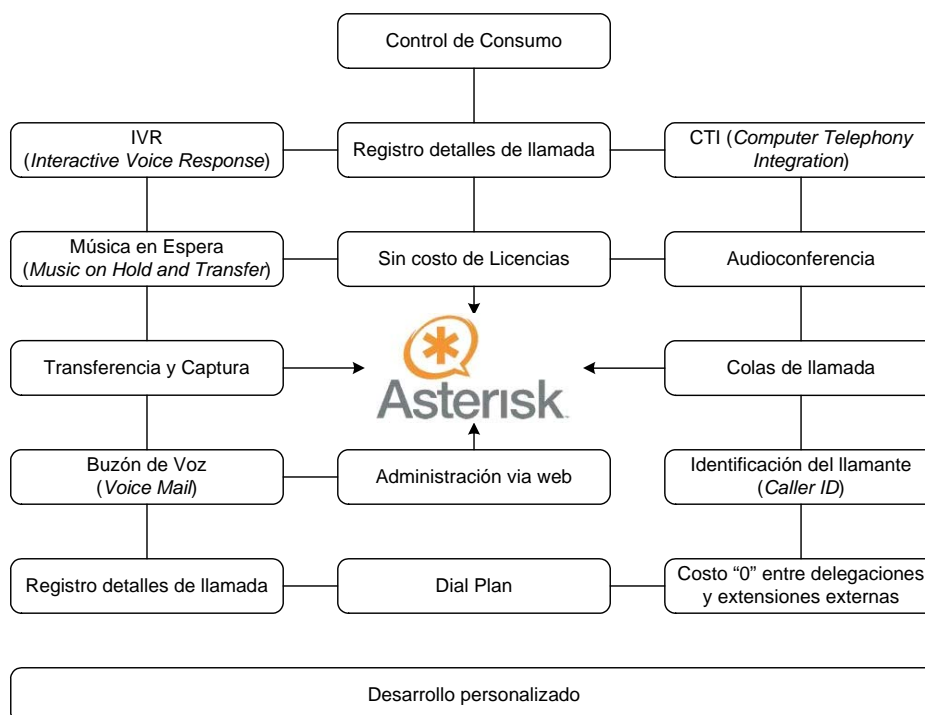 Control de Consumo
IVR
(Interactive Voice Response)
Registro detalles de llamada
CTI (Computer Telephony
Integration)
Música en Espera
(Music on Hold and Transfer)
Sin costo de Licencias
Audioconferencia
Transferencia y Captura
Asterisk
Colas de llamada
Buzón de Voz
(Voice Mail)
Administración via web
Identificación del llamante
(Caller ID)
Registro detalles de llamada
Dial Plan
Costo “0” entre delegaciones
y extensiones externas
Desarrollo personalizado